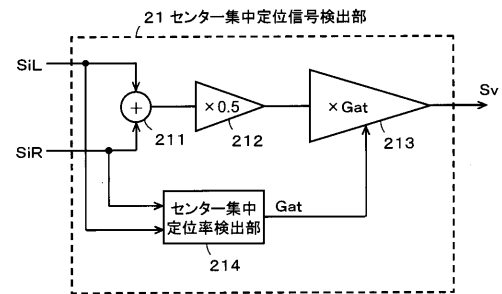 21 センター集中定位信号検出部
SiL
Sv
×0.5
×Gat
+
211
212
213
SiR
Gat
センター集中
定位率検出部
214